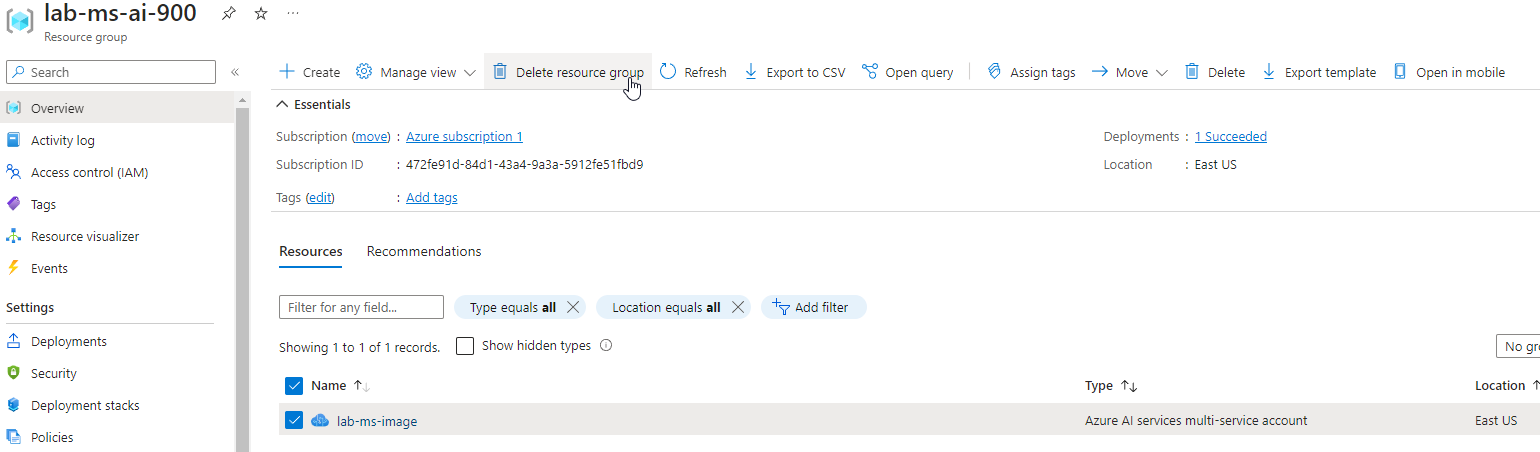 lab-ms-ai-900 ...
Resource group
Search «
Overview
Activity log
Access control (IAM)
Tags
Resource visualizer
Events
Settings
Deployments
Security
Deployment stacks
Policies
Create Manage view Delete resource group Refresh Export to CSV Open query Assign tags Move Delete Export template Open in mobile
Essentials
Subscription (move) : Azure subscription 1
Subscription ID : 472fe91d-84d1-43a4-9a3a-5912fe51fbd9
Tags (edit) : Add tags
Deployments : 1 Succeeded
Location : East US
Resources Recommendations
Filter for any field... Type equals all Location equals all Add filter
Showing 1 to 1 of 1 records. Show hidden types
No gr
Name ↑↓ Type ↑↓ Location ↑
lab-ms-image Azure AI services multi-service account East US